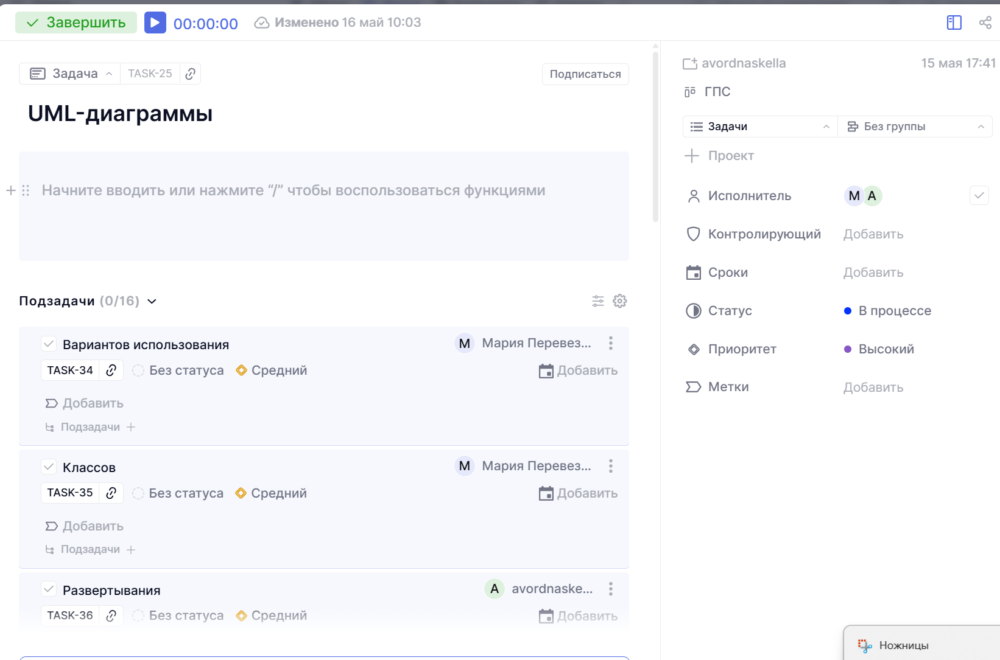 Завершить
00:00:00
Изменено 16 май 10:03
Задача
TASK-25
Подписаться
UML-диаграммы
Начните вводить или нажмите “/” чтобы воспользоваться функциями
Подзадачи (0/16)
Вариантов использования
M Мария Перевез...
TASK-34
Без статуса
Средний
Добавить
Добавить
Подзадачи
Классов
M Мария Перевез...
TASK-35
Без статуса
Средний
Добавить
Добавить
Подзадачи
Развертывания
A avordnaske...
TASK-36
Без статуса
Средний
Добавить
avordnaskella
15 мая 17:41
ГПС
Задачи
Без группы
Проект
Исполнитель
M A
Контролирующий
Добавить
Сроки
Добавить
Статус
В процессе
Приоритет
Высокий
Метки
Добавить
Ножницы